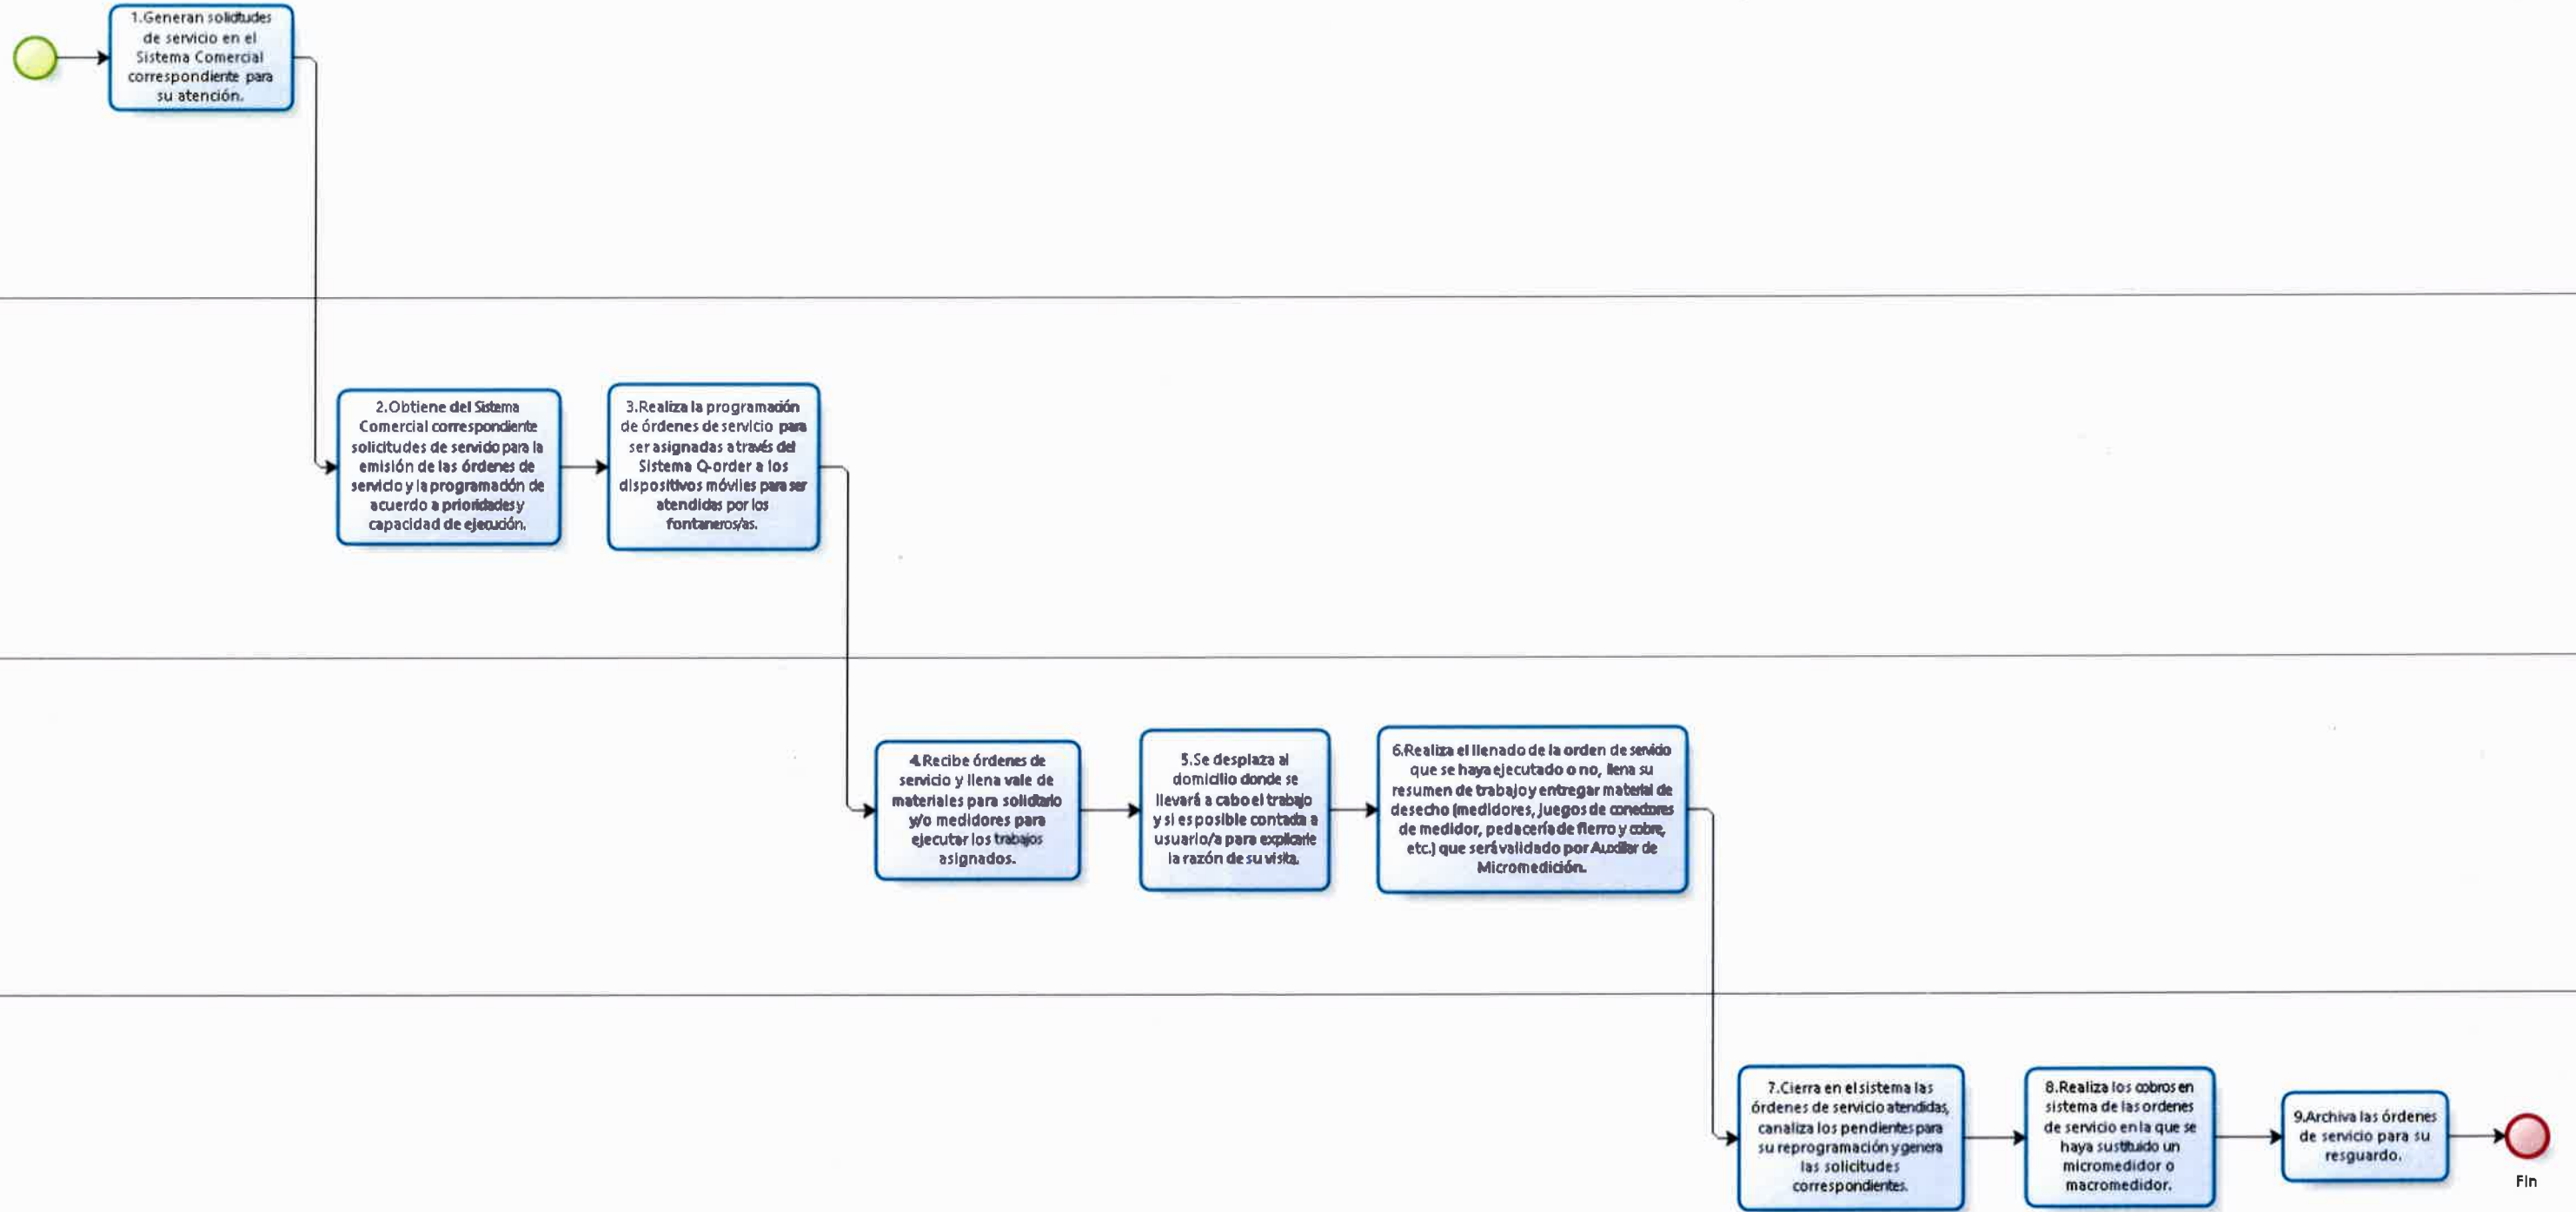 1.Generan solicitudes
de servicio en el
Sistema Comercial
correspondiente para
su atención.
2.Obtiene del Sistema
Comercial correspondiente
solicitudes de servido para la
emisión de las órdenes de
servicio y la programación de
acuerdo a prioridades y
capacidad de ejecución.
3.Realiza la programación
de órdenes de servicio para
ser asignadas a través del
Sistema Q-order a los
dispositivos móviles para ser
atendidas por los
fontaneros/as.
4.Recibe órdenes de
servicio y llena vale de
materiales para solicitarlo
y/o medidores para
ejecutar los trabajos
asignados.
5.Se desplaza al
domicilio donde se
llevará a cabo el trabajo
y si es posible contacta a
usuario/a para explicarle
la razón de su visita.
6.Realiza el llenado de la orden de servicio
que se haya ejecutado o no, llena su
resumen de trabajo y entregar material de
desecho (medidores, juegos de conectores
de medidor, pedacería de fierro y cobre,
etc.) que será validado por Auxiliar de
Micromedición.
7.Cierra en el sistema las
órdenes de servicio atendidas,
canaliza los pendientes para
su reprogramación y genera
las solicitudes
correspondientes.
8.Realiza los cobros en
sistema de las ordenes
de servicio en la que se
haya sustituido un
micromedidor o
macromedidor.
9.Archiva las órdenes
de servicio para su
resguardo.
Fin